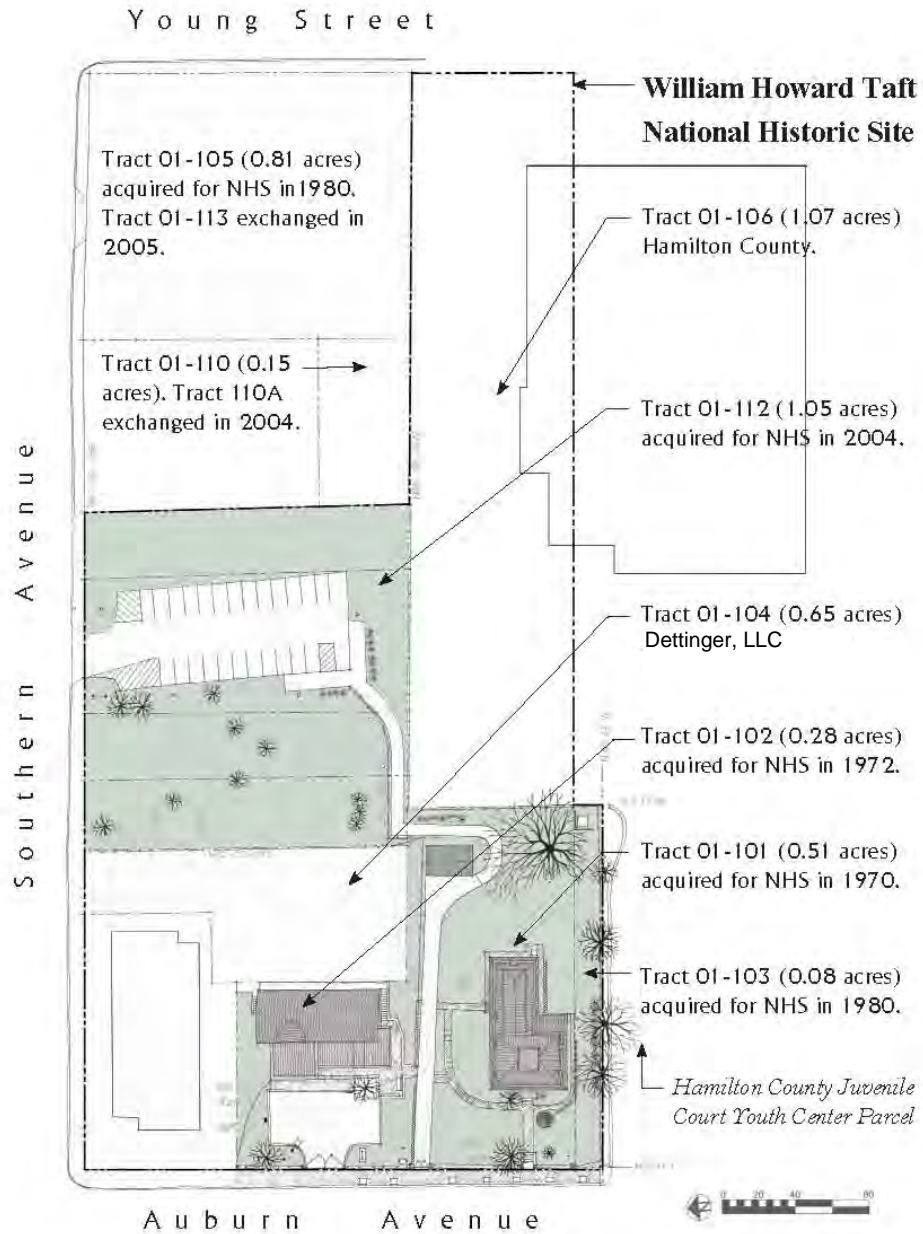 Young Street
William Howard Taft
National Historic Site
Tract 01-105 (0.81 acres)
acquired for NHS in 1980.
Tract 01-113 exchanged in
2005.
Tract 01-106 (1.07 acres)
Hamilton County.
Tract 01-110 (0.15
acres). Tract 110A
exchanged in 2004.
Tract 01-112 (1.05 acres)
acquired for NHS in 2004.
Southern Avenue
Tract 01-104 (0.65 acres)
Dettinger, LLC
Tract 01-102 (0.28 acres)
acquired for NHS in 1972.
Tract 01-101 (0.51 acres)
acquired for NHS in 1970.
Tract 01-103 (0.08 acres)
acquired for NHS in 1980.
Hamilton County Juvenile
Court Youth Center Parcel
N
0 20 40 80
Auburn Avenue